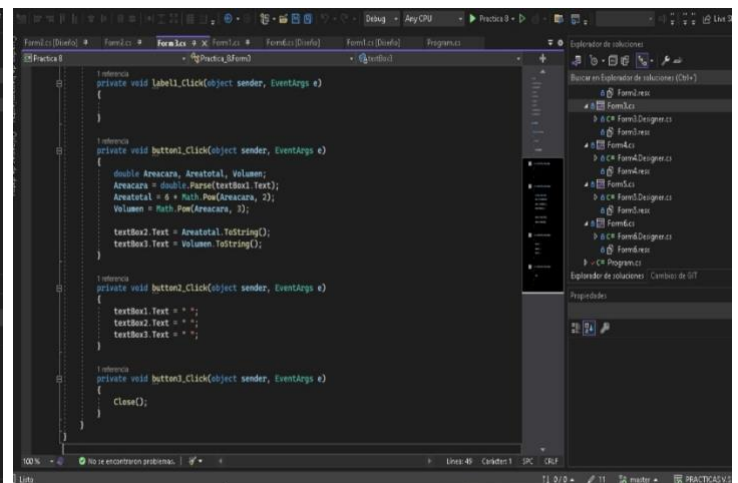 Debug
Any CPU
Practica 8
Live S
Form2.cs [Diseño]
Form2.cs
Form3.cs
Form5.cs
Form6.cs [Diseño]
Form1.cs [Diseño]
Program.cs
Explorador de soluciones
Practica 8
Practica_8.Form3
textBox3
Buscar en Explorador de soluciones (Ctrl+')
1 referencia
private void label1_Click(object sender, EventArgs e)
{
}
1 referencia
private void button1_Click(object sender, EventArgs e)
{
double Areacara, Areatotal, Volumen;
Areacara = double.Parse(textBox1.Text);
Areatotal = 6 * Math.Pow(Areacara, 2);
Volumen = Math.Pow(Areacara, 3);
textBox2.Text = Areatotal.ToString();
textBox3.Text = Volumen.ToString();
}
1 referencia
private void button2_Click(object sender, EventArgs e)
{
textBox1.Text = " ";
textBox2.Text = " ";
textBox3.Text = " ";
}
1 referencia
private void button3_Click(object sender, EventArgs e)
{
Close();
}
}
}
Form2.resx
Form3.cs
C# Form3.Designer.cs
Form3.resx
Form4.cs
C# Form4.Designer.cs
Form4.resx
Form5.cs
C# Form5.Designer.cs
Form5.resx
Form6.cs
C# Form6.Designer.cs
Form6.resx
C# Program.cs
Explorador de soluciones
Cambios de GIT
Propiedades
100 %
No se encontraron problemas.
Línea: 49
Carácter: 1
SPC
CRLF
Listo
0 / 0
11
master
PRACTICAS V.S